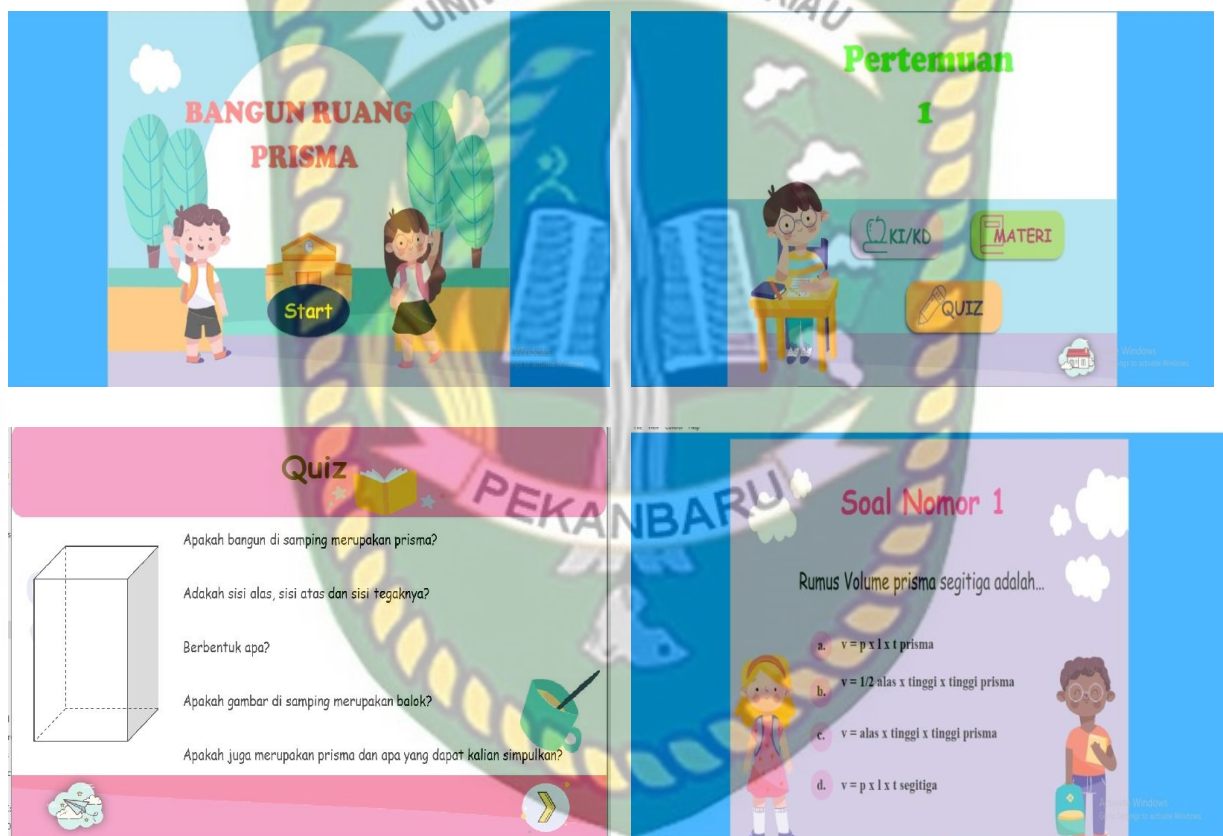 BANGUN RUANG
PRISMA
Start
Pertemuan
1
KI/KD
MATERI
QUIZ
PEKANBARU
Quiz
Apakah bangun di samping merupakan prisma?
Adakah sisi alas, sisi atas dan sisi tegaknya?
Berbentuk apa?
Apakah gambar di samping merupakan balok?
Apakah juga merupakan prisma dan apa yang dapat kalian simpulkan?
Soal Nomor 1
Rumus Volume prisma segitiga adalah...
a. v = p x l x t prisma
b. v = 1/2 alas x tinggi x tinggi prisma
c. v = alas x tinggi x tinggi prisma
d. v = p x l x t segitiga